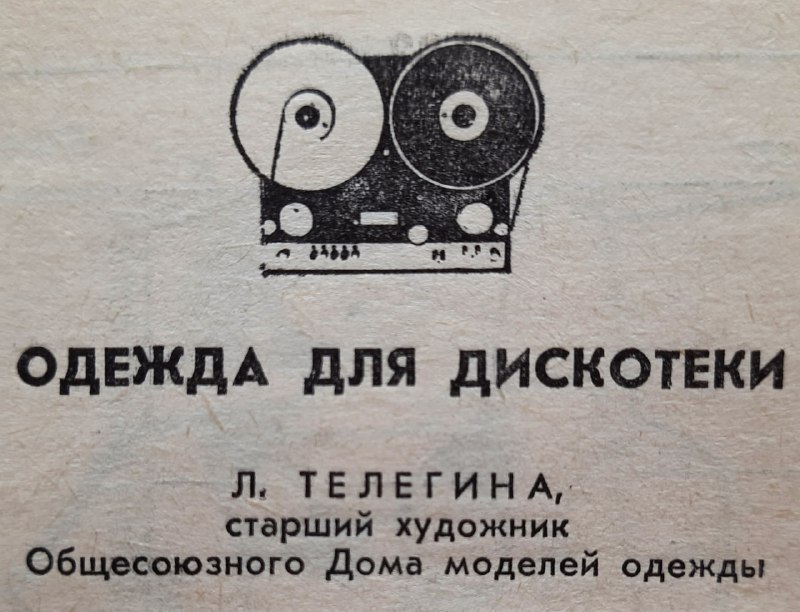 ОДЕЖДА ДЛЯ ДИСКОТЕКИ
Л. ТЕЛЕГИНА,
старший художник
Общесоюзного Дома моделей одежды